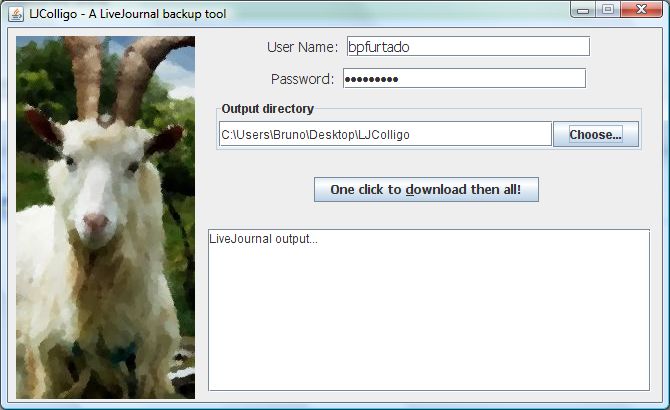 LJColligo - A LiveJournal backup tool
User Name: bpfurtado
Password: •••••••••
Output directory
C:\Users\Bruno\Desktop\LJColligo Choose...
One click to download then all!
LiveJournal output...